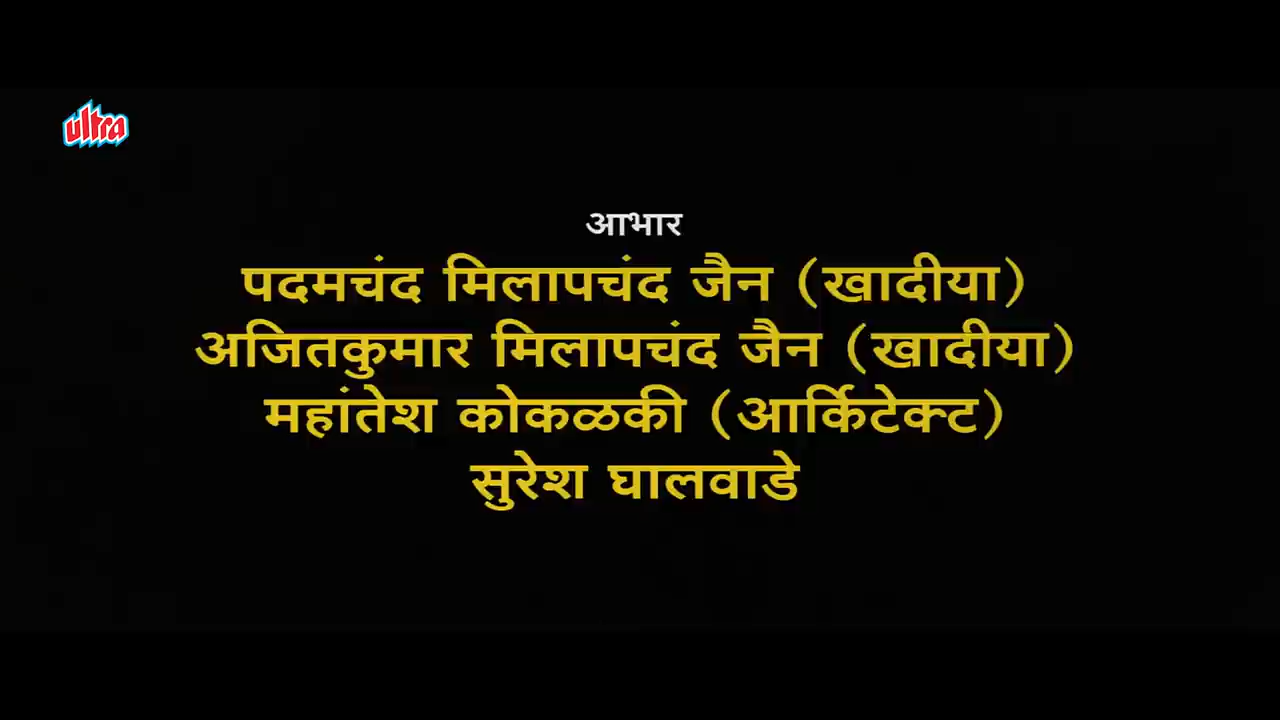 ultra
आभार
पदमचंद मिलापचंद जैन (खादीया)
अजितकुमार मिलापचंद जैन (खादीया)
महांतेश कोकळकी (आर्किटेक्ट)
सुरेश घालवाडे